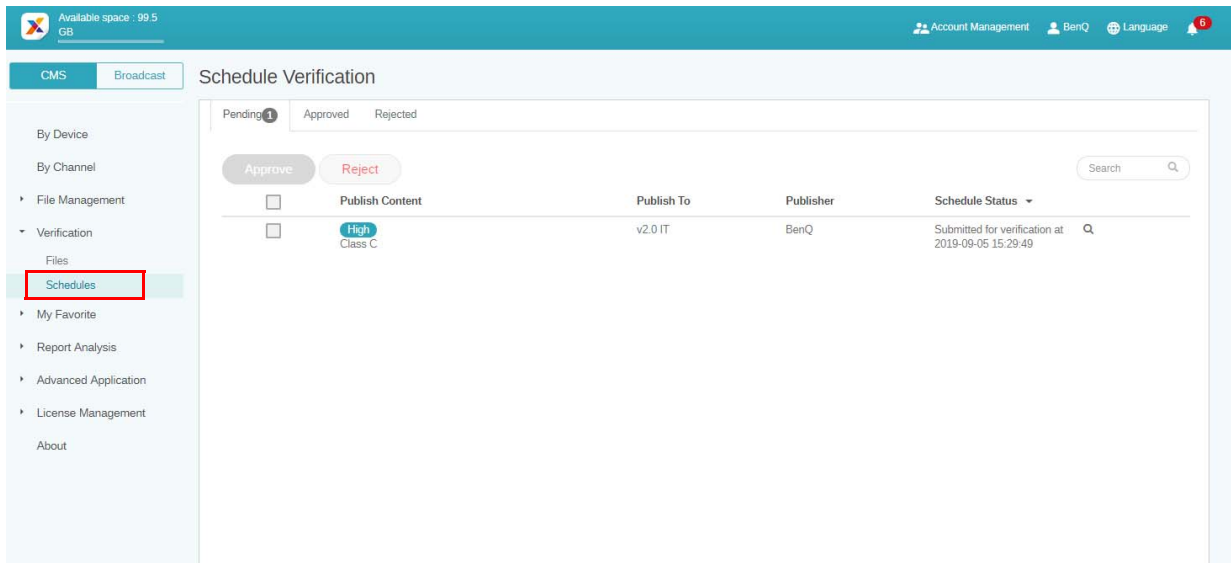 Available space : 99.5
GB
Account Management
BenQ
Language
6
CMS
Broadcast
Schedule Verification
Pending 1
Approved
Rejected
By Device
By Channel
File Management
Verification
Files
Schedules
My Favorite
Report Analysis
Advanced Application
License Management
About
Approve
Reject
Search
Publish Content
Publish To
Publisher
Schedule Status
High
Class C
v2.0 IT
BenQ
Submitted for verification at
2019-09-05 15:29:49